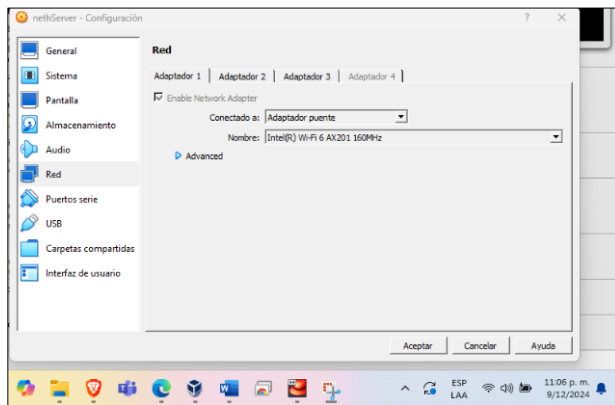 nethServer - Configuración
? ×
General
Sistema
Pantalla
Almacenamiento
Audio
Red
Puertos serie
USB
Carpetas compartidas
Interfaz de usuario
Red
Adaptador 1 Adaptador 2 Adaptador 3 Adaptador 4
Enable Network Adapter
Conectado a: Adaptador puente
Nombre: Intel(R) Wi-Fi 6 AX201 160MHz
Advanced
Aceptar Cancelar Ayuda
ESP
LAA
11:06 p. m.
9/12/2024